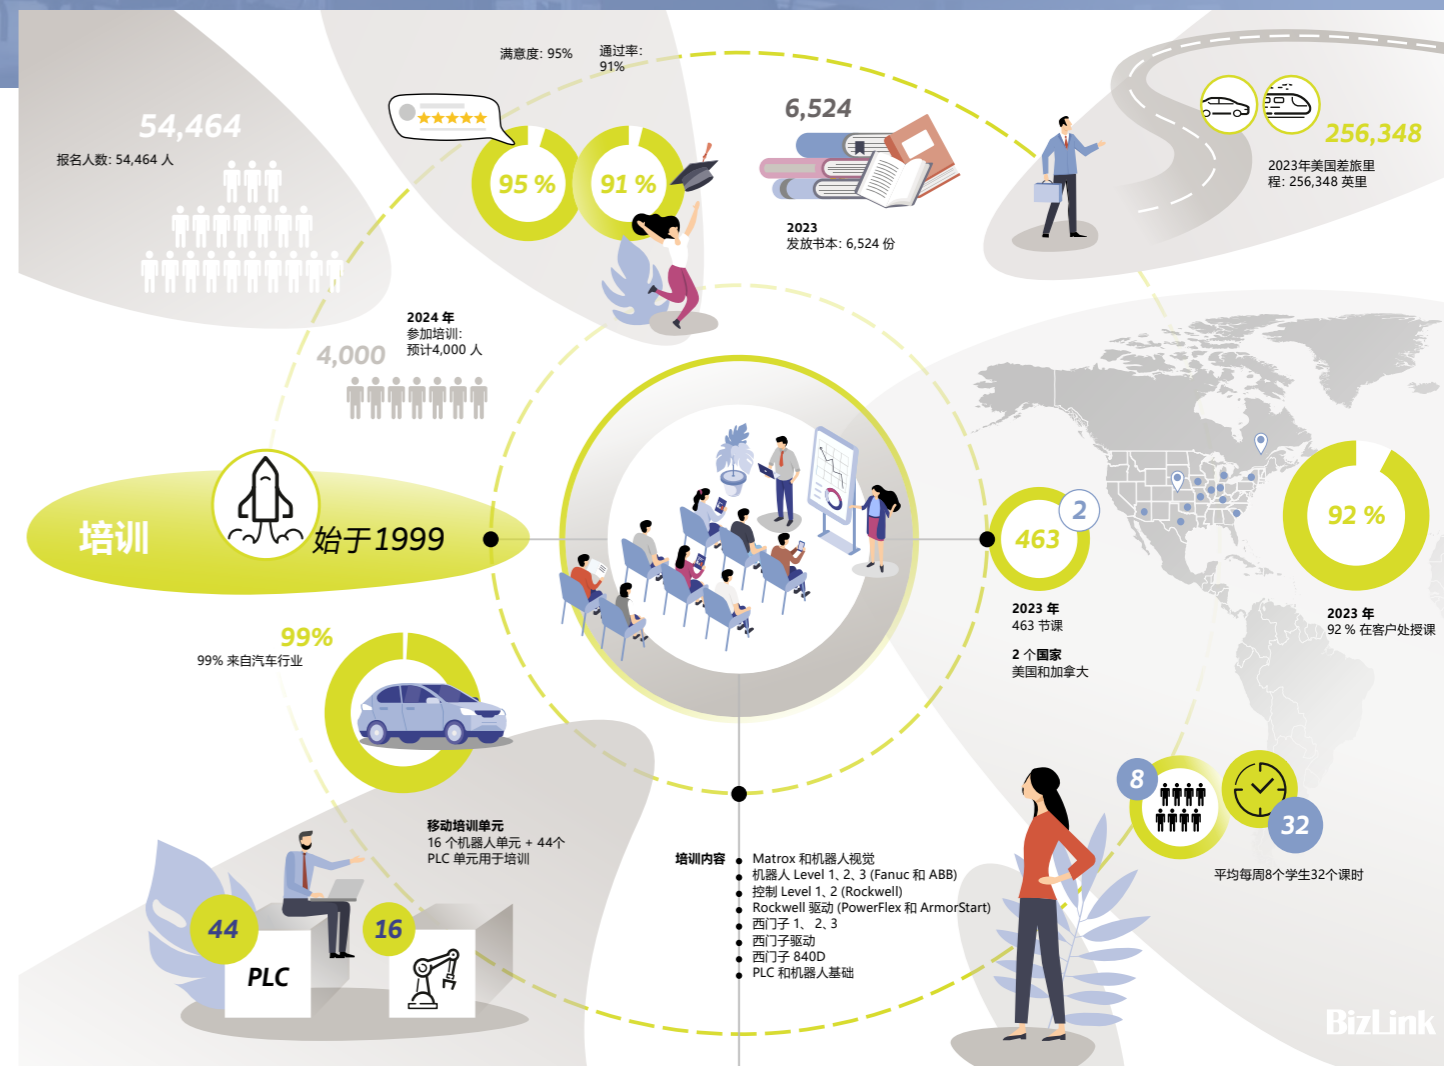 满意度: 95%
通过率:
91%
54,464
报名人数: 54,464 人
95 %
91 %
6,524
2023
发放书本: 6,524 份
256,348
2023年美国差旅里
程: 256,348 英里
4,000
2024 年
参加培训:
预计4,000 人
培训
始于 1999
463
2
2023 年
463 节课
2 个国家
美国和加拿大
92 %
2023 年
92 % 在客户处授课
99%
99% 来自汽车行业
移动培训单元
16 个机器人单元 + 44个
PLC 单元用于培训
44
PLC
16
培训内容
Matrox 和机器人视觉
机器人 Level 1、2、3 (Fanuc 和 ABB)
控制 Level 1、2 (Rockwell)
Rockwell 驱动 (PowerFlex 和 ArmorStart)
西门子 1、 2、3
西门子驱动
西门子 840D
PLC 和机器人基础
8
32
平均每周8个学生32个课时
BizLink